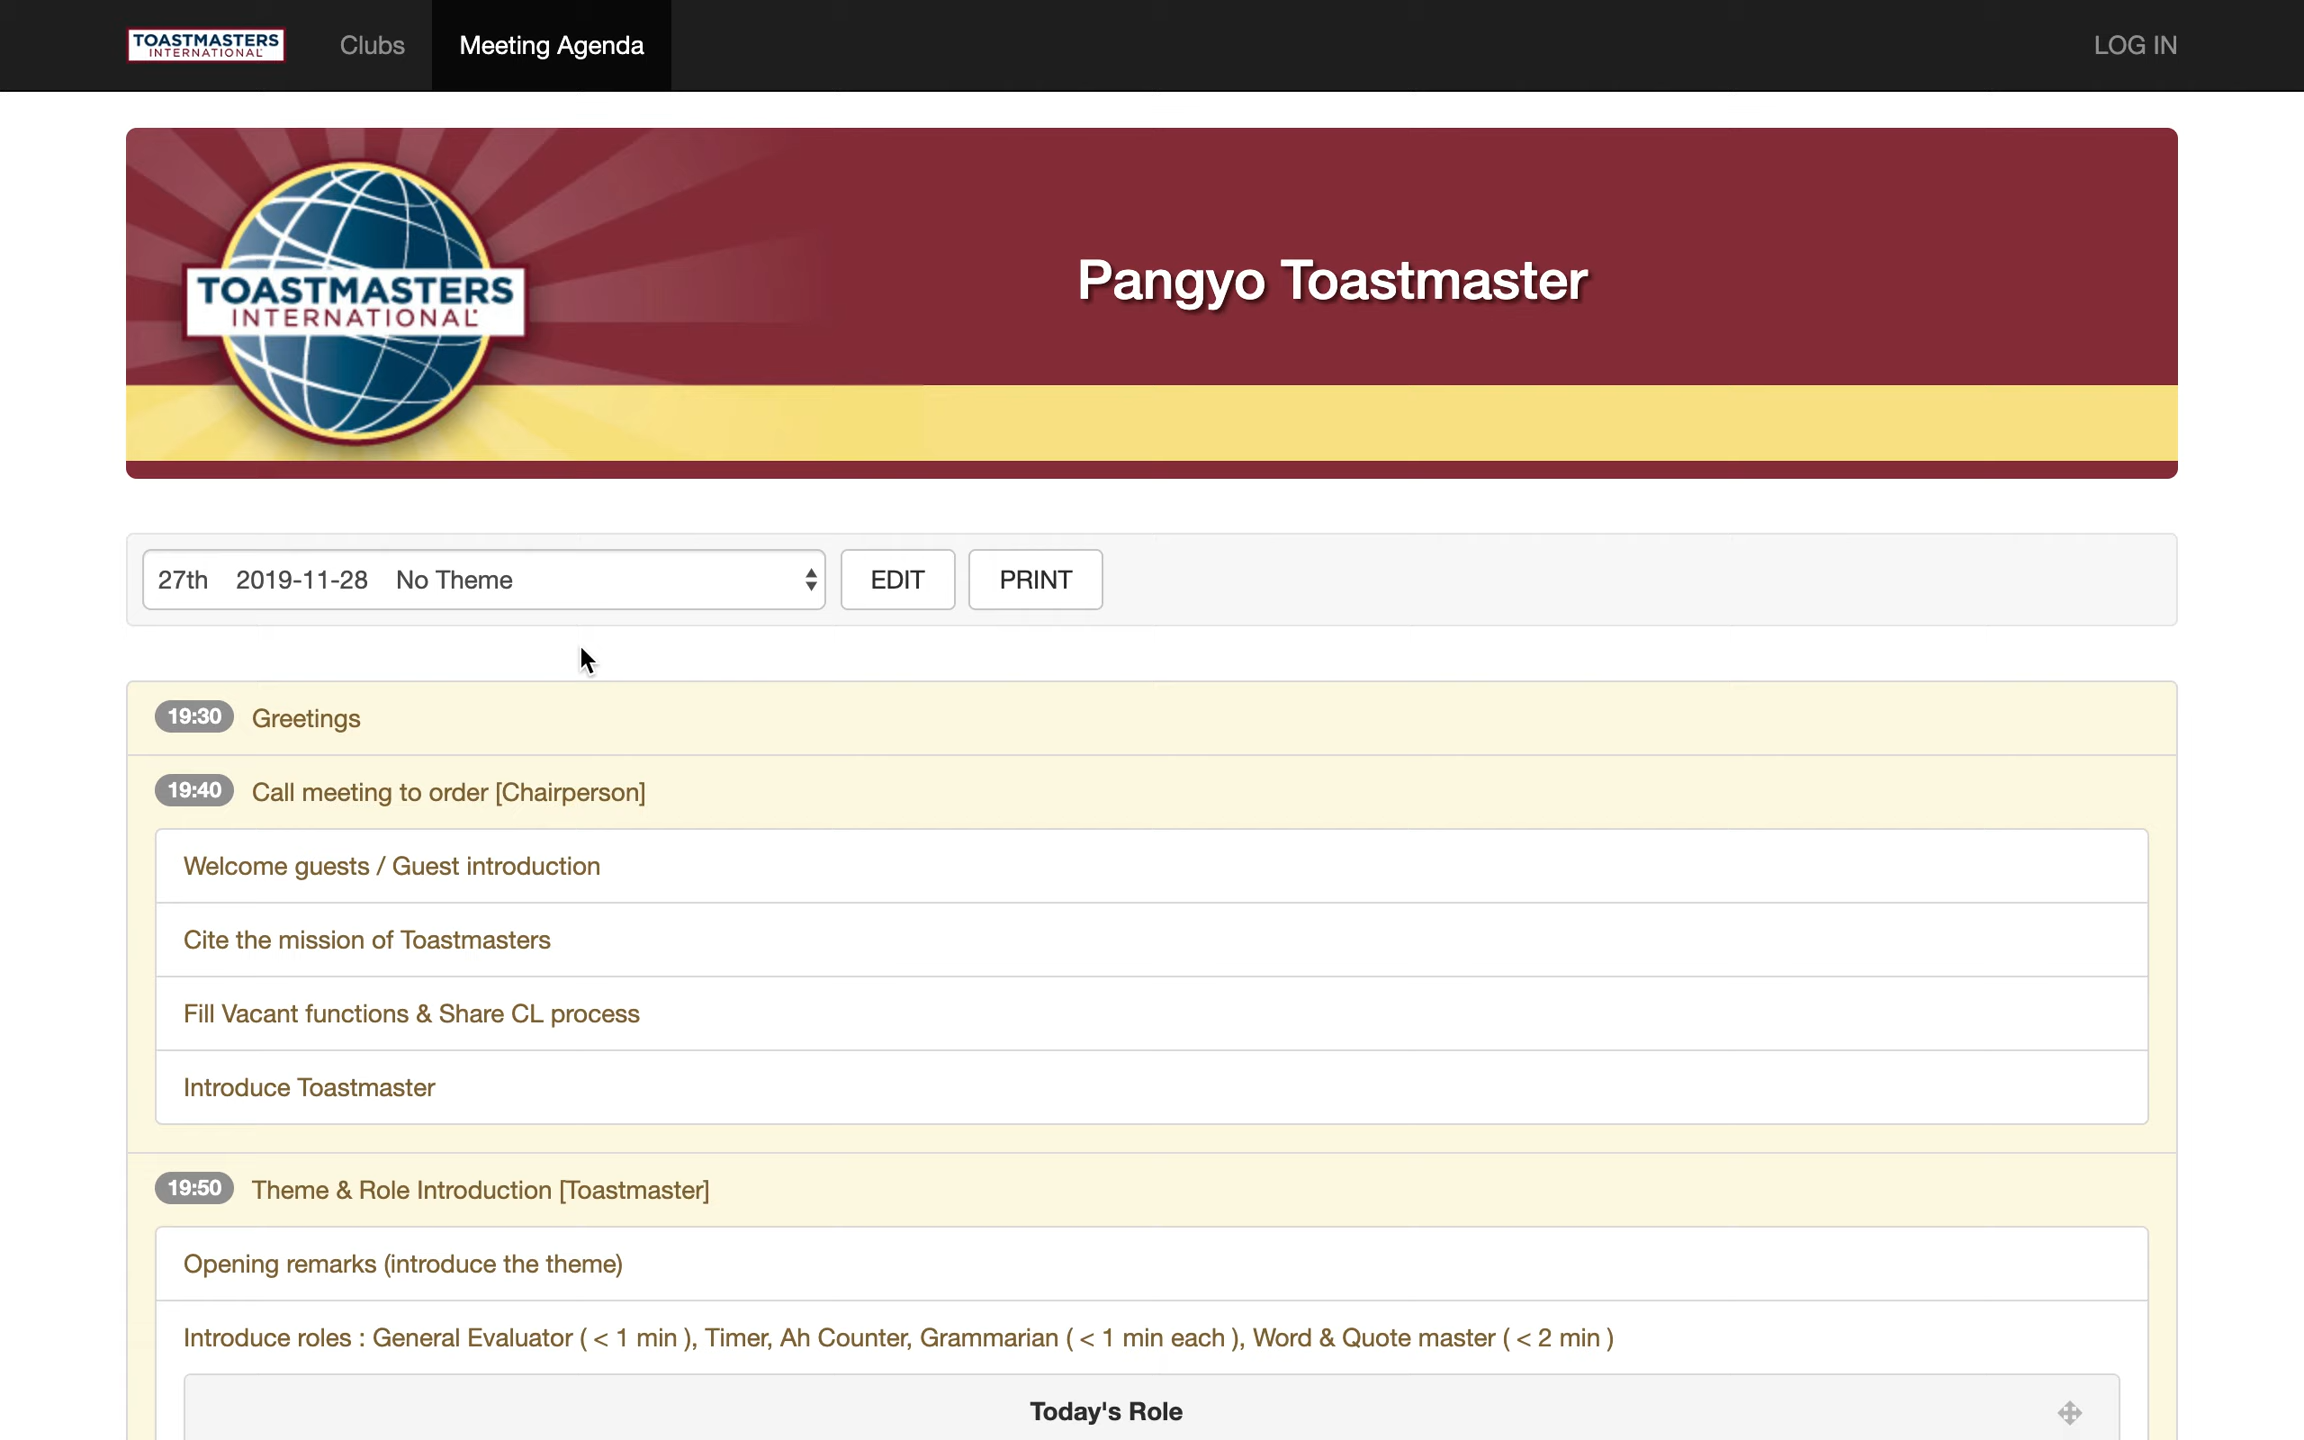 TOASTMASTERS
INTERNATIONAL
Clubs
Meeting Agenda
LOG IN
TOASTMASTERS
INTERNATIONAL
Pangyo Toastmaster
27th 2019-11-28 No Theme
EDIT
PRINT
19:30 Greetings
19:40 Call meeting to order [Chairperson]
Welcome guests / Guest introduction
Cite the mission of Toastmasters
Fill Vacant functions & Share CL process
Introduce Toastmaster
19:50 Theme & Role Introduction [Toastmaster]
Opening remarks (introduce the theme)
Introduce roles : General Evaluator ( < 1 min ), Timer, Ah Counter, Grammarian ( < 1 min each ), Word & Quote master ( < 2 min )
Today's Role